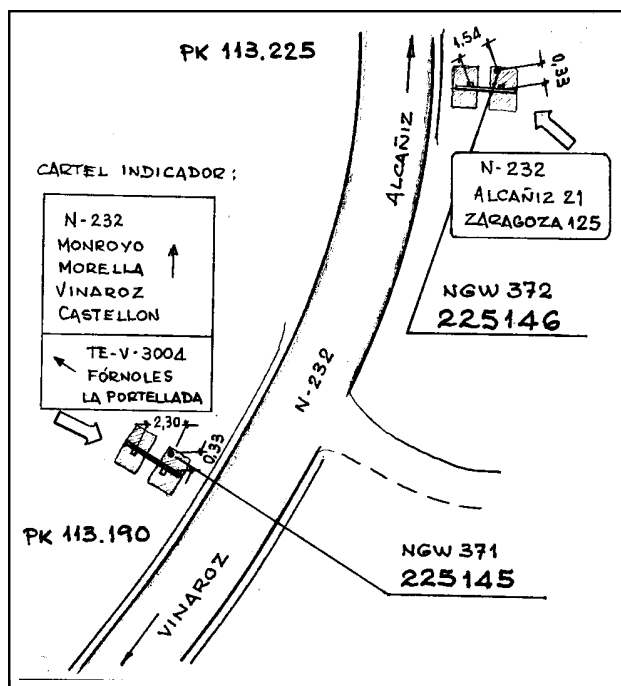 PK 113.225
1,54
0,33
ALCAÑIZ
CARTEL INDICADOR:
N-232
ALCAÑIZ 21
ZARAGOZA 125
N-232
MONROYO
MORELLA
VINAROZ
CASTELLON
NGW 372
225146
TE-V-3004
FÓRNOLES
LA PORTELLADA
N-232
2,30
0,33
PK 113.190
NGW 371
225145
VINAROZ